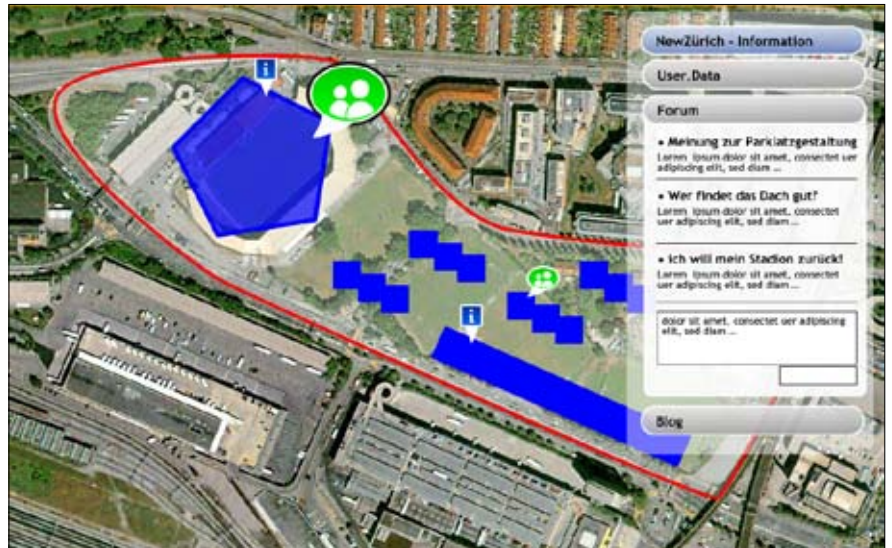 NewZürich - Information
User.Data
Forum
• Meinung zur Parklatzgestaltung
Lorem ipsum dolor sit amet, consectet uer
adipiscing elit, sed diam ...
• Wer findet das Dach gut?
Lorem ipsum dolor sit amet, consectet
uer adipiscing elit, sed diam ...
• Ich will mein Stadion zurück!
Lorem ipsum dolor sit amet, consectet
uer adipiscing elit, sed diam ...
dolor sit amet, consectet uer adipiscing
elit, sed diam ...
Blog
i
i